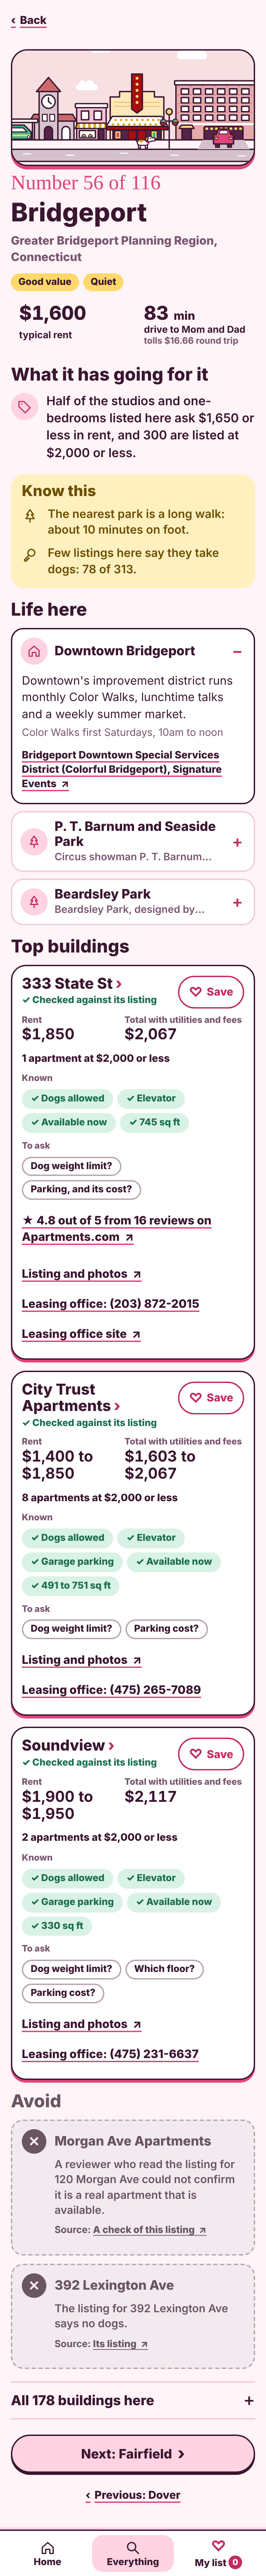 ‹ Back
Number 56 of 116
Bridgeport
Greater Bridgeport Planning Region,
Connecticut
Good value
Quiet
$1,600
typical rent
83 min
drive to Mom and Dad
tolls $16.66 round trip
What it has going for it
Half of the studios and one-
bedrooms listed here ask $1,650 or
less in rent, and 300 are listed at
$2,000 or less.
Know this
The nearest park is a long walk:
about 10 minutes on foot.
Few listings here say they take
dogs: 78 of 313.
Life here
Downtown Bridgeport −
Downtown's improvement district runs
monthly Color Walks, lunchtime talks
and a weekly summer market.
Color Walks first Saturdays, 10am to noon
Bridgeport Downtown Special Services
District (Colorful Bridgeport), Signature
Events ↗
P. T. Barnum and Seaside
Park +
Circus showman P. T. Barnum...
Beardsley Park +
Beardsley Park, designed by...
Top buildings
333 State St ›
Save
✓ Checked against its listing
Rent
$1,850
Total with utilities and fees
$2,067
1 apartment at $2,000 or less
Known
✓ Dogs allowed
✓ Elevator
✓ Available now
✓ 745 sq ft
To ask
Dog weight limit?
Parking, and its cost?
★ 4.8 out of 5 from 16 reviews on
Apartments.com ↗
Listing and photos ↗
Leasing office: (203) 872-2015
Leasing office site ↗
City Trust
Apartments ›
Save
✓ Checked against its listing
Rent
$1,400 to
$1,850
Total with utilities and fees
$1,603 to
$2,067
8 apartments at $2,000 or less
Known
✓ Dogs allowed
✓ Elevator
✓ Garage parking
✓ Available now
✓ 491 to 751 sq ft
To ask
Dog weight limit?
Parking cost?
Listing and photos ↗
Leasing office: (475) 265-7089
Soundview ›
Save
✓ Checked against its listing
Rent
$1,900 to
$1,950
Total with utilities and fees
$2,117
2 apartments at $2,000 or less
Known
✓ Dogs allowed
✓ Elevator
✓ Garage parking
✓ Available now
✓ 330 sq ft
To ask
Dog weight limit?
Which floor?
Parking cost?
Listing and photos ↗
Leasing office: (475) 231-6637
Avoid
Morgan Ave Apartments
A reviewer who read the listing for
120 Morgan Ave could not confirm
it is a real apartment that is
available.
Source: A check of this listing ↗
392 Lexington Ave
The listing for 392 Lexington Ave
says no dogs.
Source: Its listing ↗
All 178 buildings here +
Next: Fairfield ›
‹ Previous: Dover
Home
Everything
My list 0